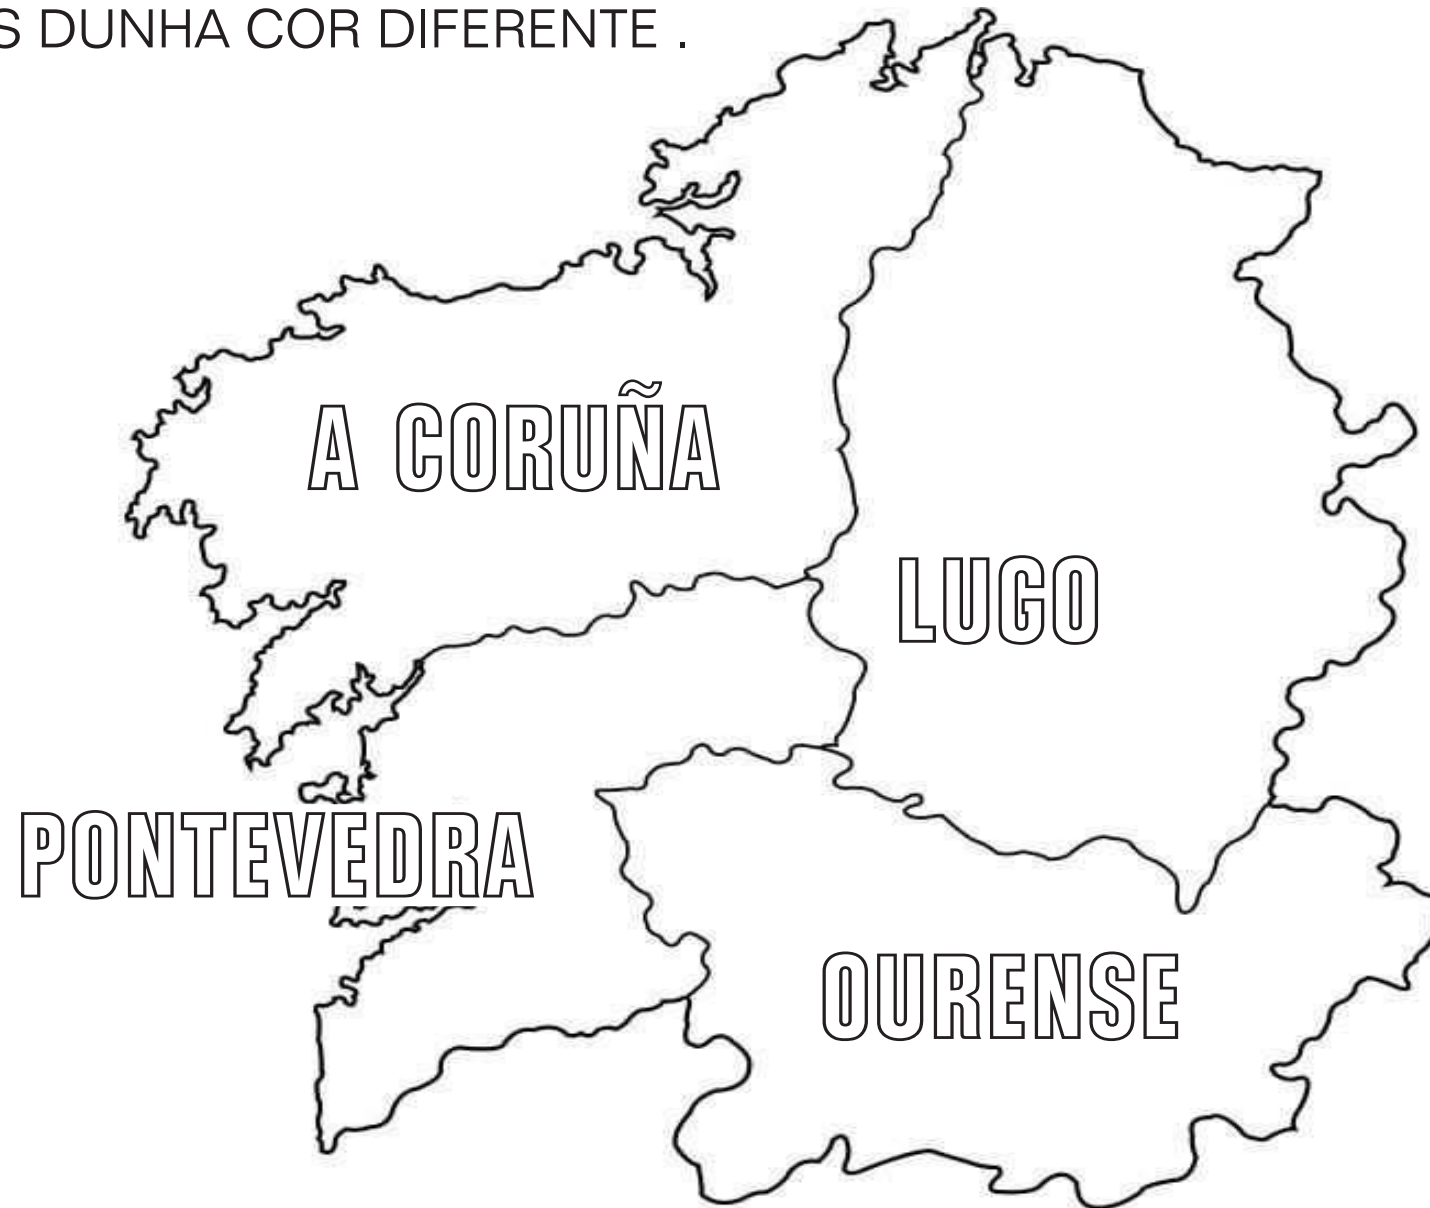 S DUNHA COR DIFERENTE .
A CORUÑA
LUGO
PONTEVEDRA
OURENSE